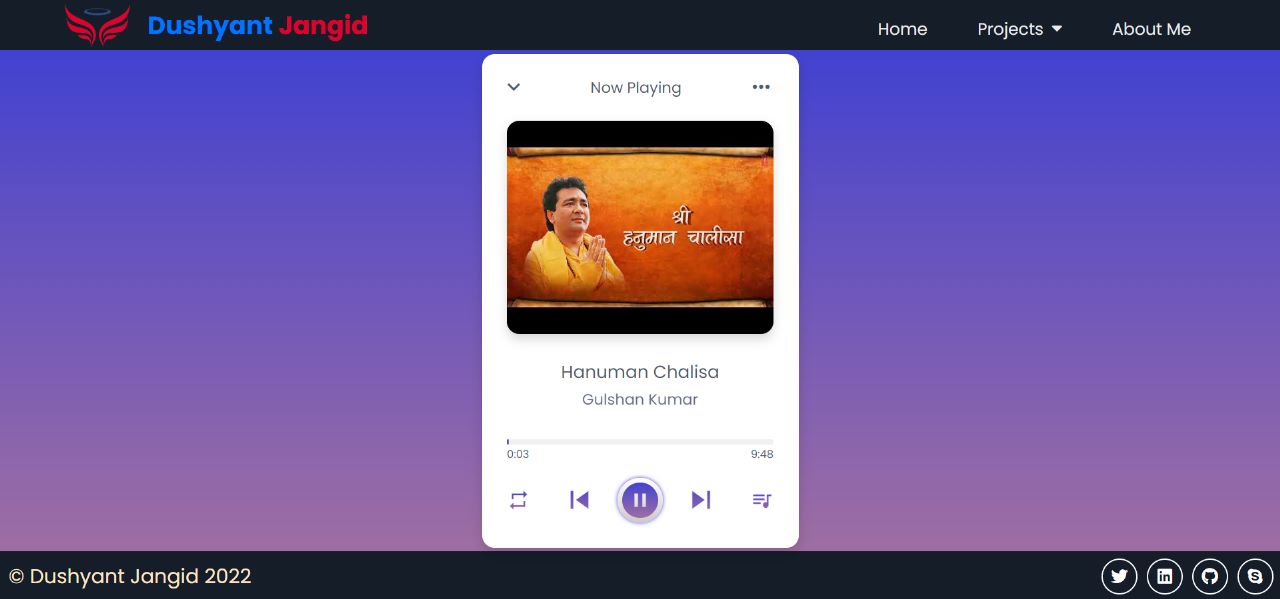 Dushyant Jangid
Home Projects About Me
Now Playing
श्री
हनुमान चालीसा
Hanuman Chalisa
Gulshan Kumar
0:03 9:48
© Dushyant Jangid 2022